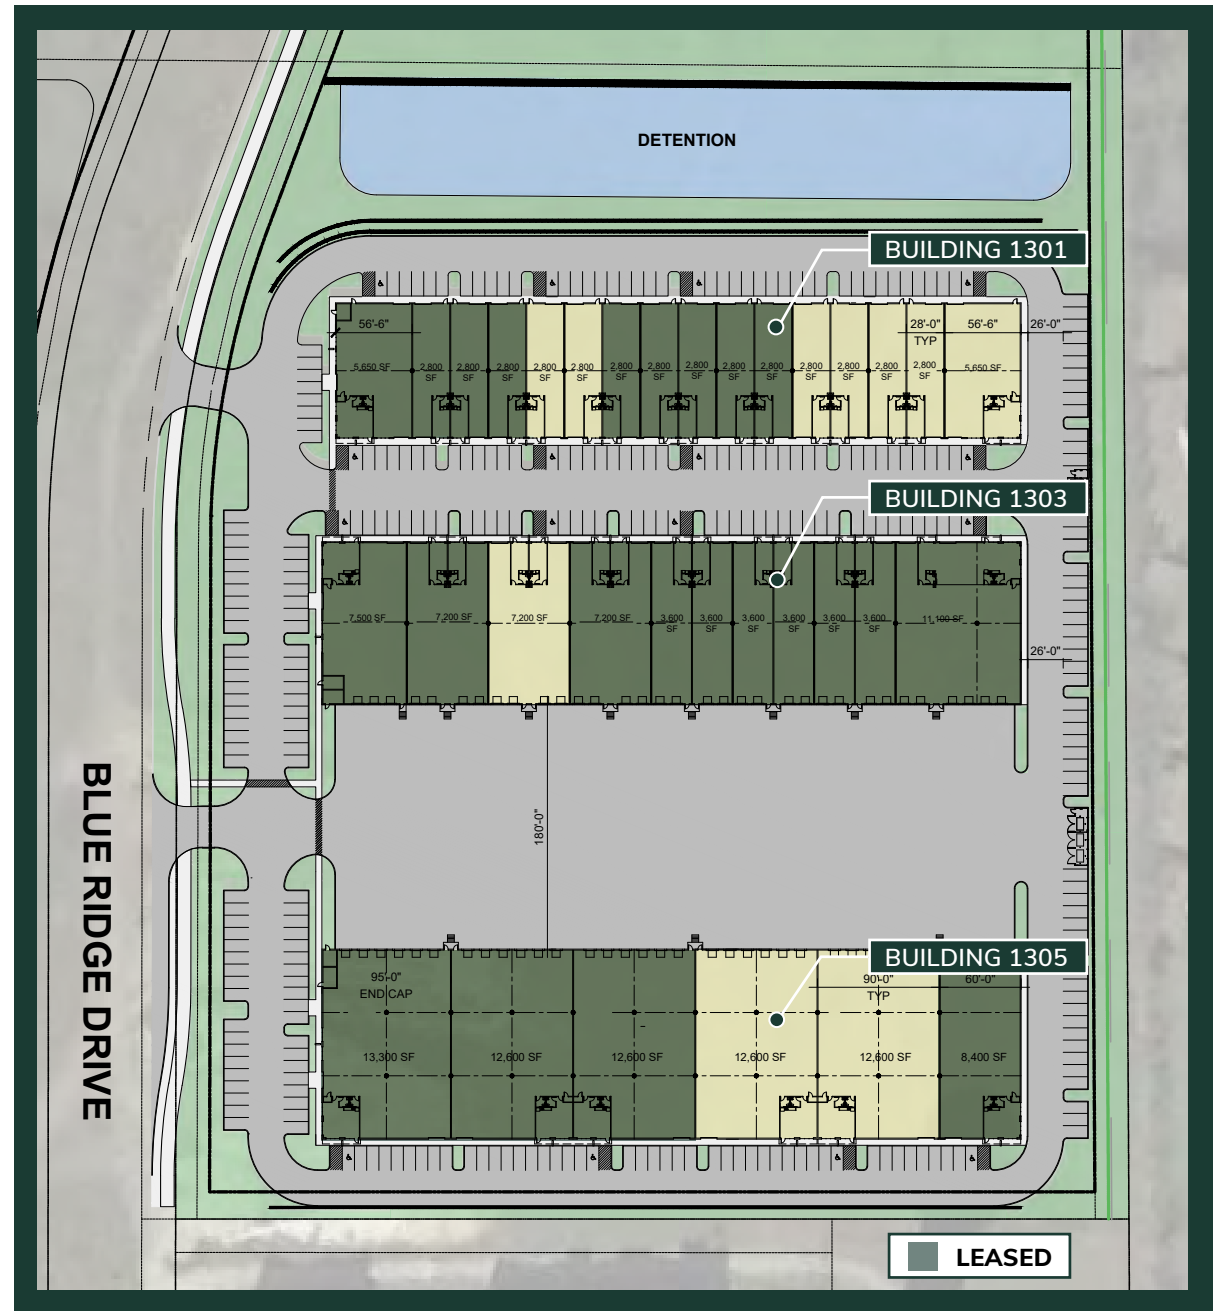 DETENTION
BUILDING 1301
56'-6"
28'-0"
TYP
56'-6"
26'-0"
5,650 SF
2,800
SF
2,800
SF
2,800
SF
2,800
SF
2,800
SF
2,800
SF
2,800
SF
2,800
SF
2,800
SF
2,800
SF
2,800
SF
2,800
SF
2,800
SF
2,800
SF
5,650 SF
BUILDING 1303
7,500 SF
7,200 SF
7,200 SF
7,200 SF
3,600
SF
3,600
SF
3,600
SF
3,600
SF
3,600
SF
3,600
SF
11,100 SF
26'-0"
180'-0"
BLUE RIDGE DRIVE
BUILDING 1305
95'-0"
END CAP
90'-0"
TYP
60'-0"
13,300 SF
12,600 SF
12,600 SF
12,600 SF
12,600 SF
8,400 SF
LEASED